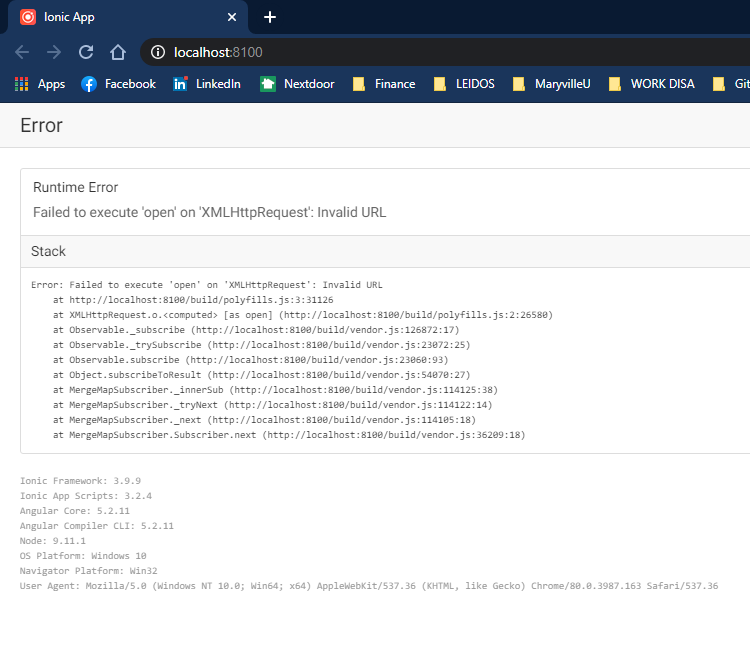 Ionic App
localhost:8100
Apps Facebook LinkedIn Nextdoor Finance LEIDOS MaryvilleU WORK DISA Git
Error
Runtime Error
Failed to execute 'open' on 'XMLHttpRequest': Invalid URL
Stack
Error: Failed to execute 'open' on 'XMLHttpRequest': Invalid URL
    at http://localhost:8100/build/polyfills.js:3:31126
    at XMLHttpRequest.o.<computed> [as open] (http://localhost:8100/build/polyfills.js:2:26580)
    at Observable._subscribe (http://localhost:8100/build/vendor.js:126872:17)
    at Observable._trySubscribe (http://localhost:8100/build/vendor.js:23072:25)
    at Observable.subscribe (http://localhost:8100/build/vendor.js:23060:93)
    at Object.subscribeToResult (http://localhost:8100/build/vendor.js:54070:27)
    at MergeMapSubscriber._innerSub (http://localhost:8100/build/vendor.js:114125:38)
    at MergeMapSubscriber._tryNext (http://localhost:8100/build/vendor.js:114122:14)
    at MergeMapSubscriber._next (http://localhost:8100/build/vendor.js:114105:18)
    at MergeMapSubscriber.Subscriber.next (http://localhost:8100/build/vendor.js:36209:18)
Ionic Framework: 3.9.9
Ionic App Scripts: 3.2.4
Angular Core: 5.2.11
Angular Compiler CLI: 5.2.11
Node: 9.11.1
OS Platform: Windows 10
Navigator Platform: Win32
User Agent: Mozilla/5.0 (Windows NT 10.0; Win64; x64) AppleWebKit/537.36 (KHTML, like Gecko) Chrome/80.0.3987.163 Safari/537.36